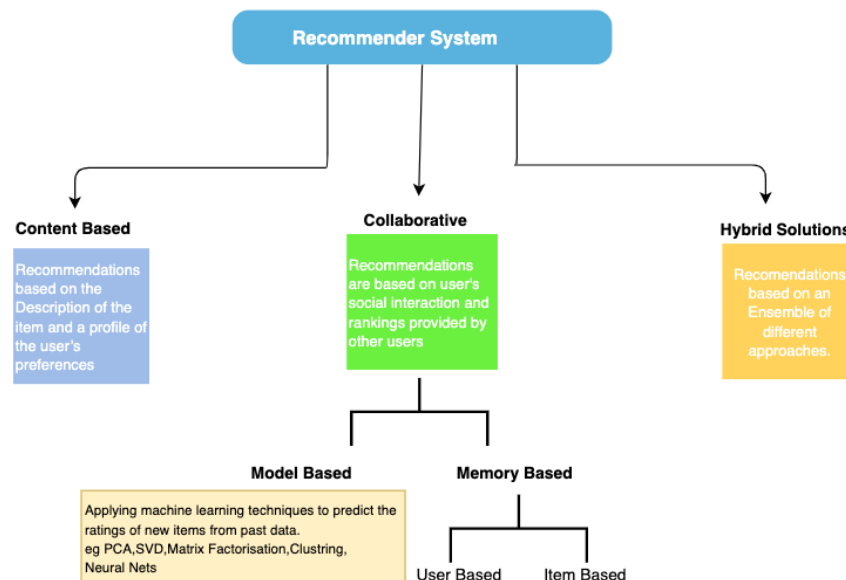 Recommender System
Content Based
Recommendations
based on the
Description of the
item and a profile of
the user's
preferences
Collaborative
Recommendations
are based on user's
social interaction and
rankings provided by
other users
Hybrid Solutions
Recomendations
based on an
Ensemble of
different
approaches.
Model Based
Applying machine learning techniques to predict the
ratings of new items from past data.
eg PCA,SVD,Matrix Factorisation,Clustring,
Neural Nets
Memory Based
User Based
Item Based